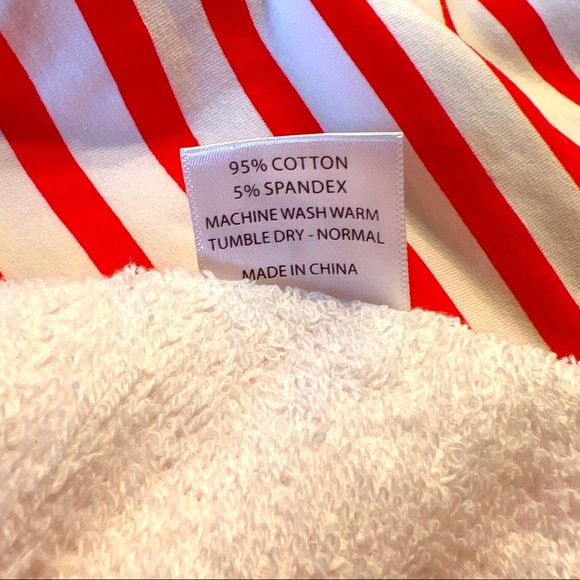 95% COTTON
5% SPANDEX
MACHINE WASH WARM
TUMBLE DRY - NORMAL
MADE IN CHINA